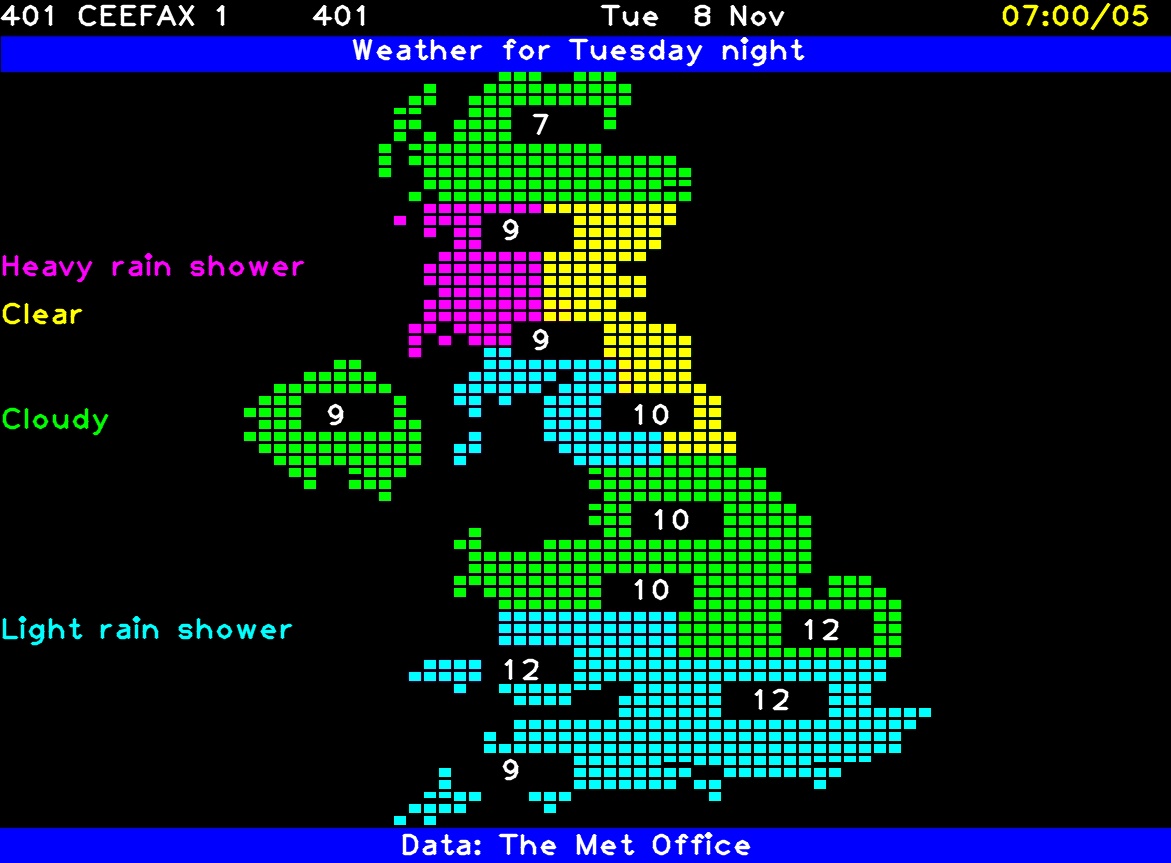 401 CEEFAX 1 401 Tue 8 Nov 07:00/05
Weather for Tuesday night
7
9
Heavy rain shower
Clear
9
Cloudy 9 10
10
10
Light rain shower 12
12
12
9
Data: The Met Office